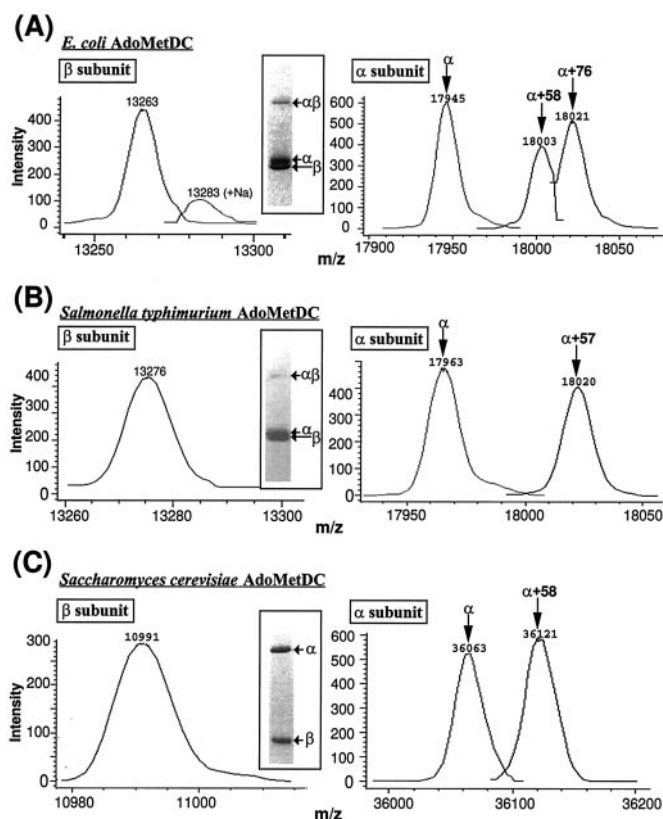 (A)
E. coli AdoMetDC
β subunit
α subunit
Intensity
400
300
200
100
0
13263
13283 (+Na)
13250
13300
αβ
α
β
600
500
400
300
200
100
0
α
17945
α+58
18003
α+76
18021
17900
17950
18000
18050
m/z
(B)
Salmonella typhimurium AdoMetDC
β subunit
α subunit
Intensity
400
300
200
100
0
13276
13260
13280
13300
αβ
α
β
400
300
200
100
0
α
17963
α+57
18020
17950
18000
18050
m/z
(C)
Saccharomyces cerevisiae AdoMetDC
β subunit
α subunit
Intensity
300
200
100
0
10991
10980
11000
α
β
600
500
400
300
200
100
0
α
36063
α+58
36121
36000
36100
36200
m/z